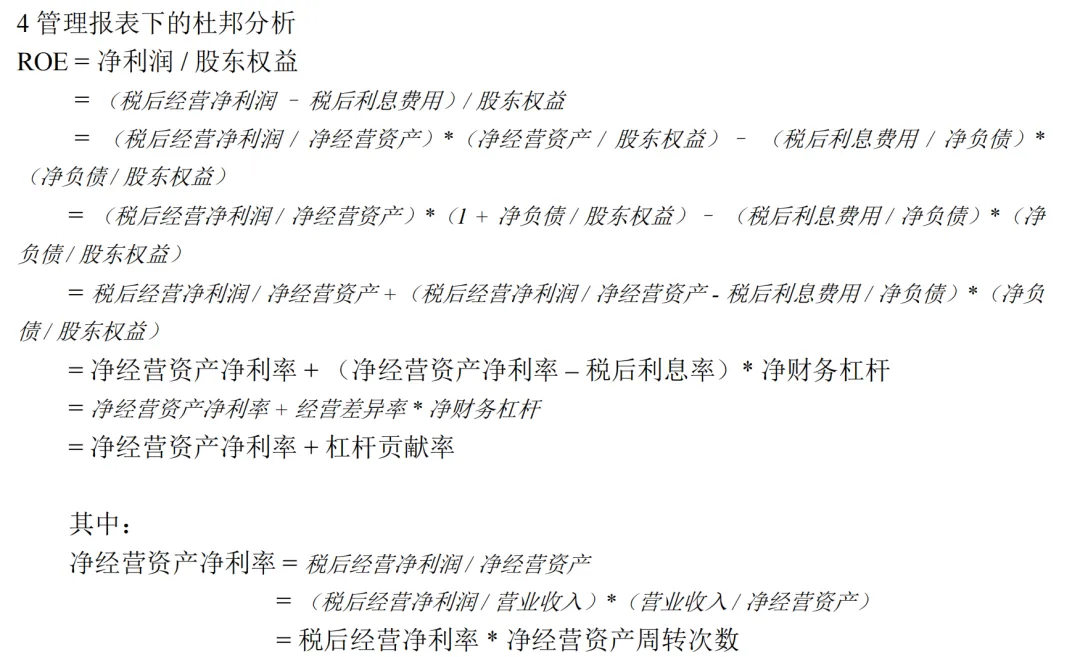 4 管理报表下的杜邦分析
ROE = 净利润 / 股东权益
= （税后经营净利润 – 税后利息费用）/ 股东权益
= （税后经营净利润 / 净经营资产）*（净经营资产 / 股东权益）– （税后利息费用 / 净负债）*
（净负债 / 股东权益）
= （税后经营净利润 / 净经营资产）*（1 + 净负债 / 股东权益）– （税后利息费用 / 净负债）*（净
负债 / 股东权益）
= 税后经营净利润 / 净经营资产 + （税后经营净利润 / 净经营资产 - 税后利息费用 / 净负债）*（净负
债 / 股东权益）
= 净经营资产净利率 + （净经营资产净利率 – 税后利息率）* 净财务杠杆
= 净经营资产净利率 + 经营差异率 * 净财务杠杆
= 净经营资产净利率 + 杠杆贡献率
其中：
净经营资产净利率 = 税后经营净利润 / 净经营资产
= （税后经营净利润 / 营业收入）*（营业收入 / 净经营资产）
= 税后经营净利率 * 净经营资产周转次数